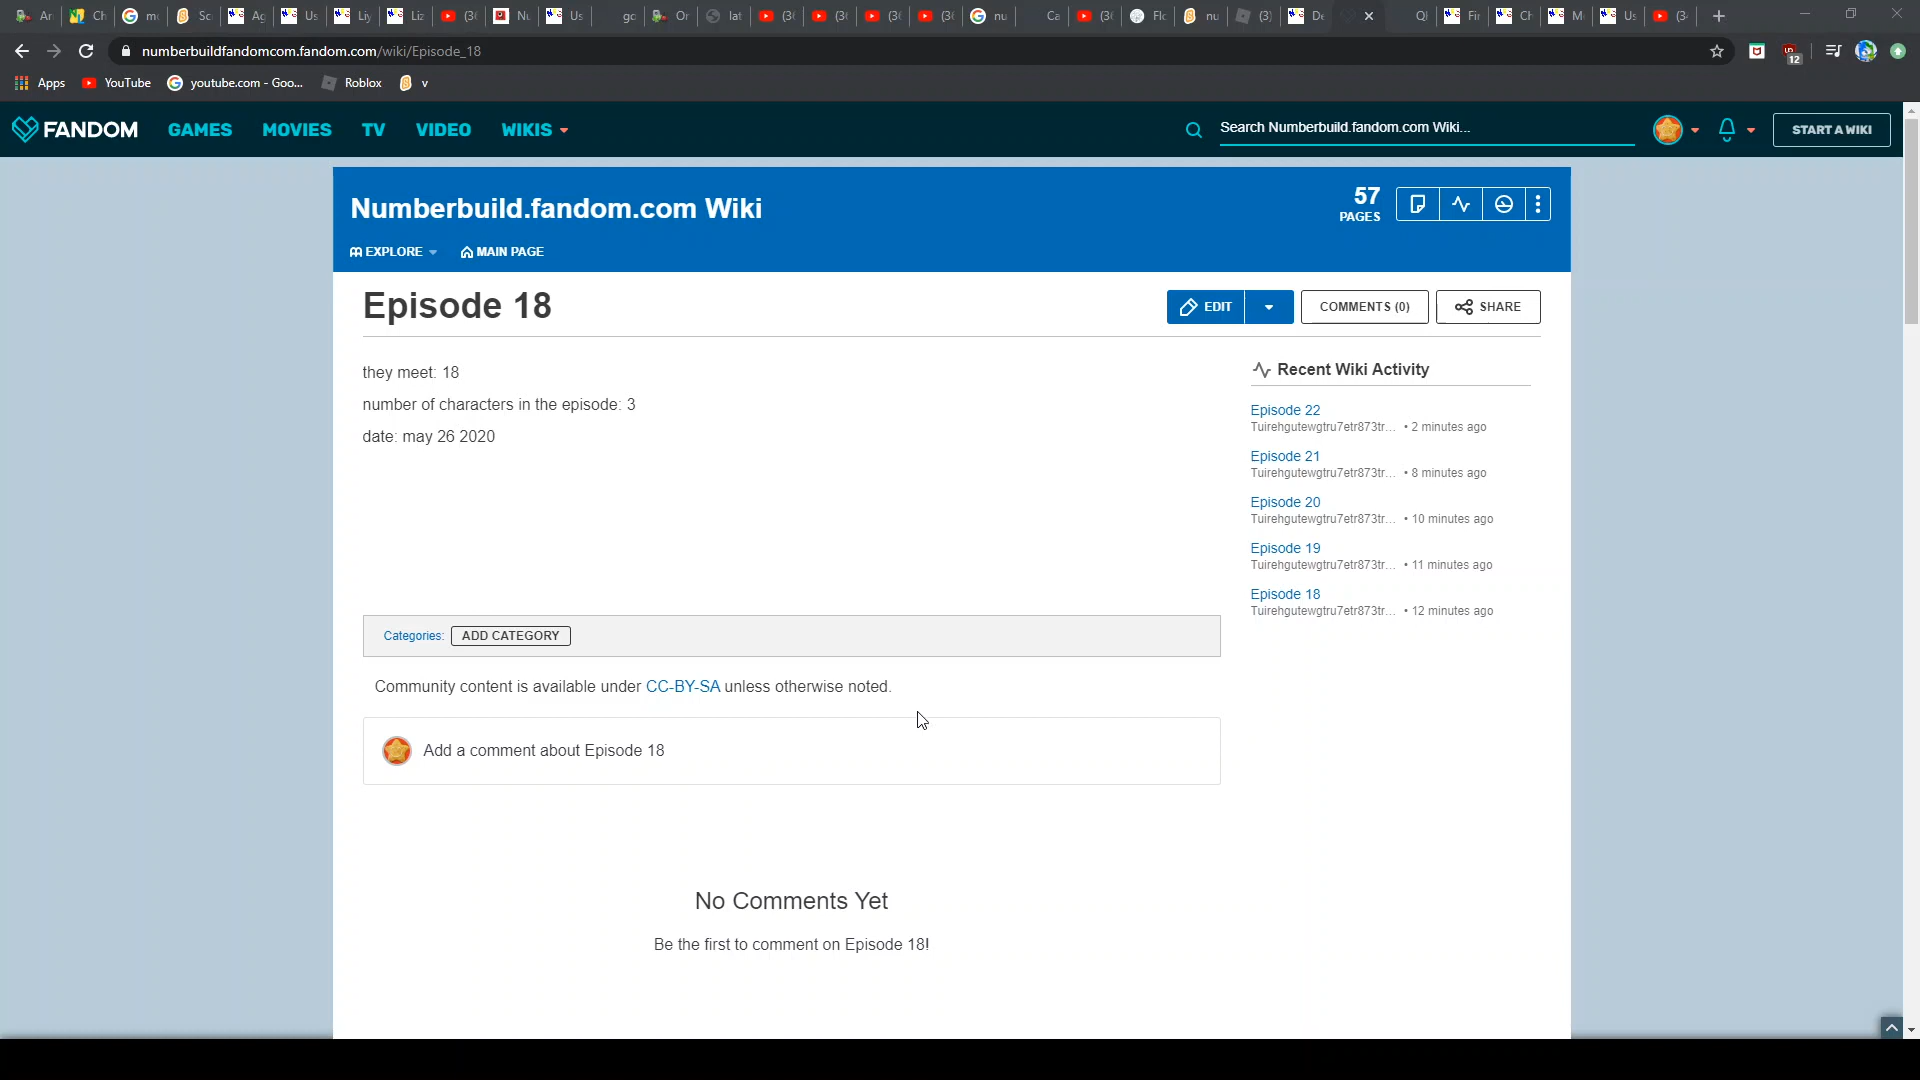 numberbuildfandomcom.fandom.com/wiki/Episode_18
12
Apps YouTube youtube.com - Goo... Roblox v
FANDOM GAMES MOVIES TV VIDEO WIKIS Search Numberbuild.fandom.com Wiki... START A WIKI
Numberbuild.fandom.com Wiki
57
PAGES
EXPLORE MAIN PAGE
Episode 18
EDIT COMMENTS (0) SHARE
they meet: 18
number of characters in the episode: 3
date: may 26 2020
Recent Wiki Activity
Episode 22
Tuirehgutewgtru7etr873tr... • 2 minutes ago
Episode 21
Tuirehgutewgtru7etr873tr... • 8 minutes ago
Episode 20
Tuirehgutewgtru7etr873tr... • 10 minutes ago
Episode 19
Tuirehgutewgtru7etr873tr... • 11 minutes ago
Episode 18
Tuirehgutewgtru7etr873tr... • 12 minutes ago
Categories: ADD CATEGORY
Community content is available under CC-BY-SA unless otherwise noted.
Add a comment about Episode 18
No Comments Yet
Be the first to comment on Episode 18!